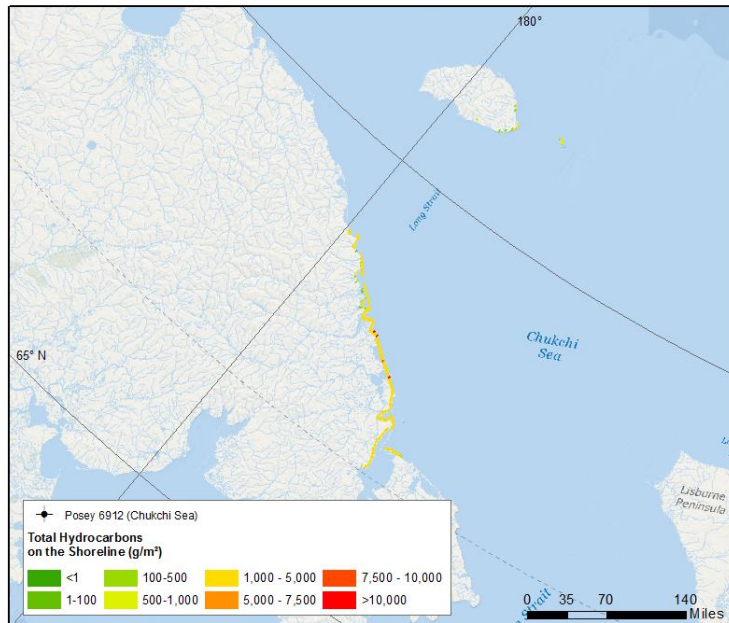 180°
Long Strait
Chukchi
Sea
65° N
Lisburne
Peninsula
Strait
Posey 6912 (Chukchi Sea)
Total Hydrocarbons
on the Shoreline (g/m²)
<1 100-500 1,000 - 5,000 7,500 - 10,000
1-100 500-1,000 5,000 - 7,500 >10,000
0 35 70 140
Miles